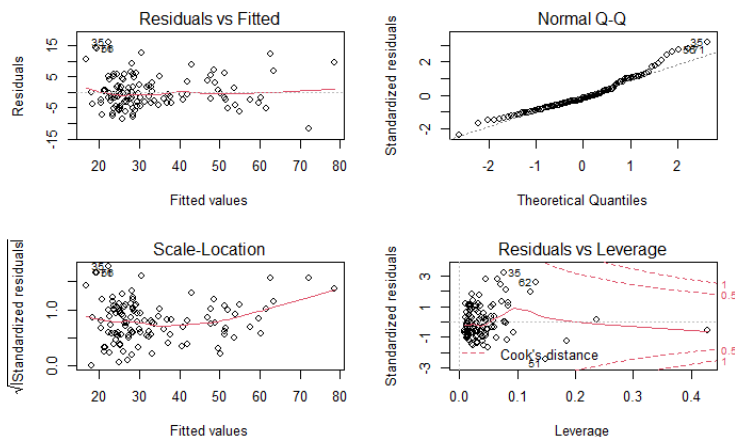 Residuals vs Fitted
Residuals
15
5
-5
-15
35
20 30 40 50 60 70 80
Fitted values
Normal Q-Q
Standardized residuals
2
0
-2
35
1
-2 -1 0 1 2
Theoretical Quantiles
Scale-Location
√|Standardized residuals|
1.0
0.0
35
20 30 40 50 60 70 80
Fitted values
Residuals vs Leverage
Standardized residuals
3
1
-1
-3
35
62
51
Cook's distance
1
0.5
0.5
1
0.0 0.1 0.2 0.3 0.4
Leverage